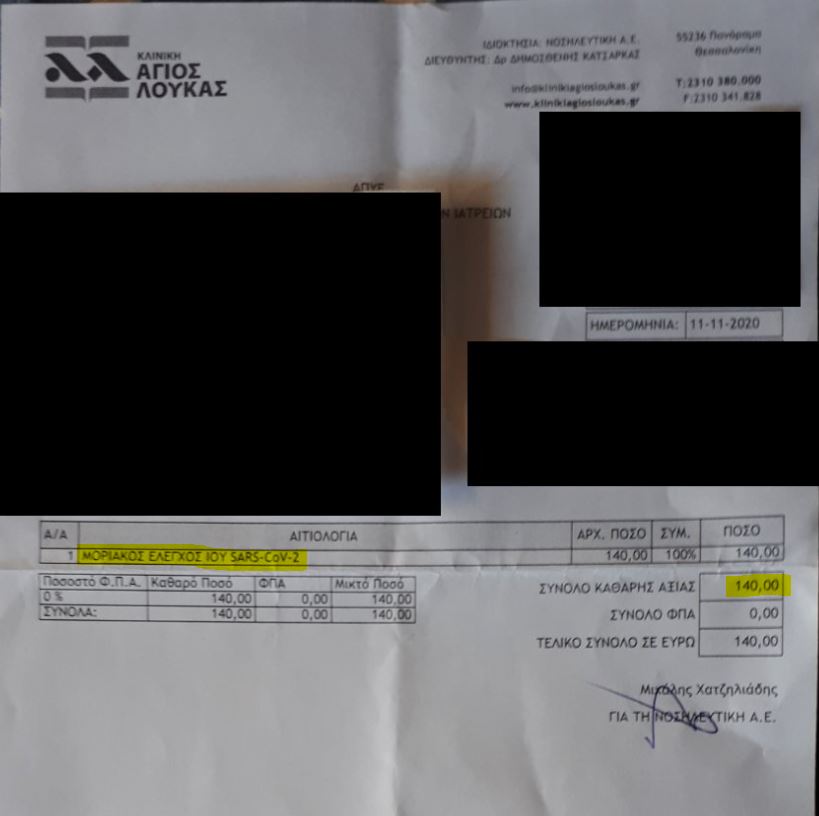 ΚΛΙΝΙΚΗ
ΑΓΙΟΣ
ΛΟΥΚΑΣ
ΙΔΙΟΚΤΗΣΙΑ: ΝΟΣΗΛΕΥΤΙΚΗ Α.Ε.
ΔΙΕΥΘΥΝΤΗΣ: Δρ ΔΗΜΟΣΘΕΝΗΣ ΚΑΤΣΑΡΚΑΣ
info@klinikiagiosloukas.gr
www.klinikiagiosloukas.gr
55236 Πανόραμα
Θεσσαλονίκη
Τ:2310 380.000
F:2310 341.828
ΑΠΥΕ
Ν ΙΑΤΡΕΙΩΝ
ΗΜΕΡΟΜΗΝΙΑ: 11-11-2020
Α/Α ΑΙΤΙΟΛΟΓΙΑ ΑΡΧ. ΠΟΣΟ ΣΥΜ. ΠΟΣΟ
1 ΜΟΡΙΑΚΟΣ ΕΛΕΓΧΟΣ ΙΟΥ SARS-CoV-2 140,00 100% 140,00
Ποσοστό Φ.Π.Α. Καθαρό Ποσό ΦΠΑ Μικτό Ποσό
0 % 140,00 0,00 140,00
ΣΥΝΟΛΑ: 140,00 0,00 140,00
ΣΥΝΟΛΟ ΚΑΘΑΡΗΣ ΑΞΙΑΣ 140,00
ΣΥΝΟΛΟ ΦΠΑ 0,00
ΤΕΛΙΚΟ ΣΥΝΟΛΟ ΣΕ ΕΥΡΩ 140,00
Μιχάλης Χατζηλιάδης
ΓΙΑ ΤΗ ΝΟΣΗΛΕΥΤΙΚΗ Α.Ε.